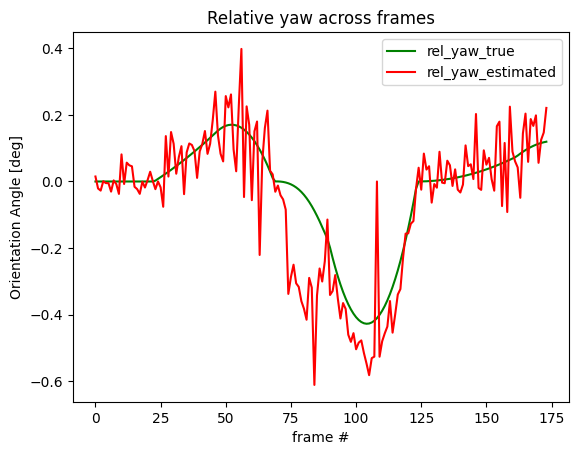 Relative yaw across frames
rel_yaw_true
rel_yaw_estimated
Orientation Angle [deg]
0.4
0.2
0.0
−0.2
−0.4
−0.6
0 25 50 75 100 125 150 175
frame #